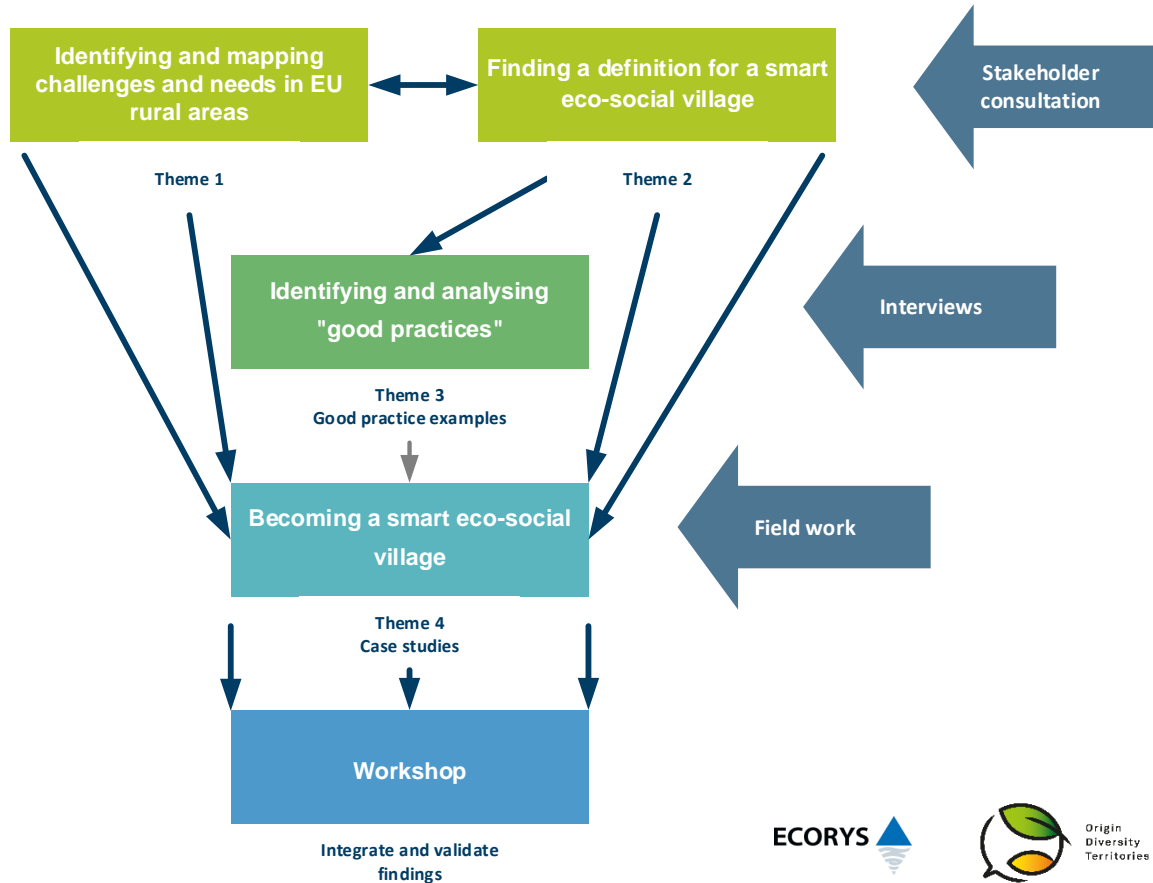 Identifying and mapping
challenges and needs in EU
rural areas
Finding a definition for a smart
eco-social village
Stakeholder
consultation
Theme 1
Theme 2
Identifying and analysing
"good practices"
Interviews
Theme 3
Good practice examples
Becoming a smart eco-social
village
Field work
Theme 4
Case studies
Workshop
Integrate and validate
findings
ECORYS
Origin
Diversity
Territories